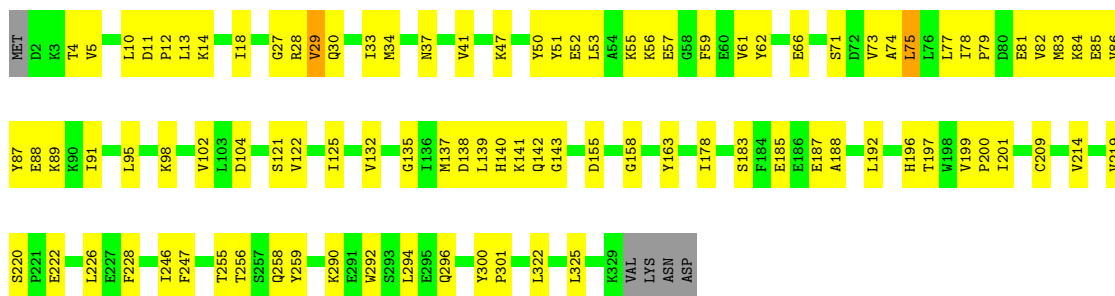 MET D2 K3 T4 V5 L10 D11 P12 L13 K14 I18 G27 R28 V29 Q30 I33 M34 N37 V41 K47 Y50 Y51 E52 L53 A54 K55 K56 E57 G58 F59 E60 V61 Y62 E66 S71 D72 V73 A74 L75 L76 L77 I78 P79 D80 E81 V82 M83 K84 E85
Y87 E88 K89 K90 I91 L95 K98 V102 L103 D104 S121 V122 I125 V132 G135 I136 M137 D138 L139 H140 K141 Q142 G143 D155 G158 Y163 I178 S183 F184 E185 E186 E187 A188 L192 H196 T197 W198 V199 P200 I201 C209 V214
S220 P221 E222 L226 E227 F228 I246 F247 T255 T256 S257 Q258 Y259 K290 E291 W292 S293 L294 E295 Q296 Y300 P301 L322 L325 K329 VAL LYS ASN ASP